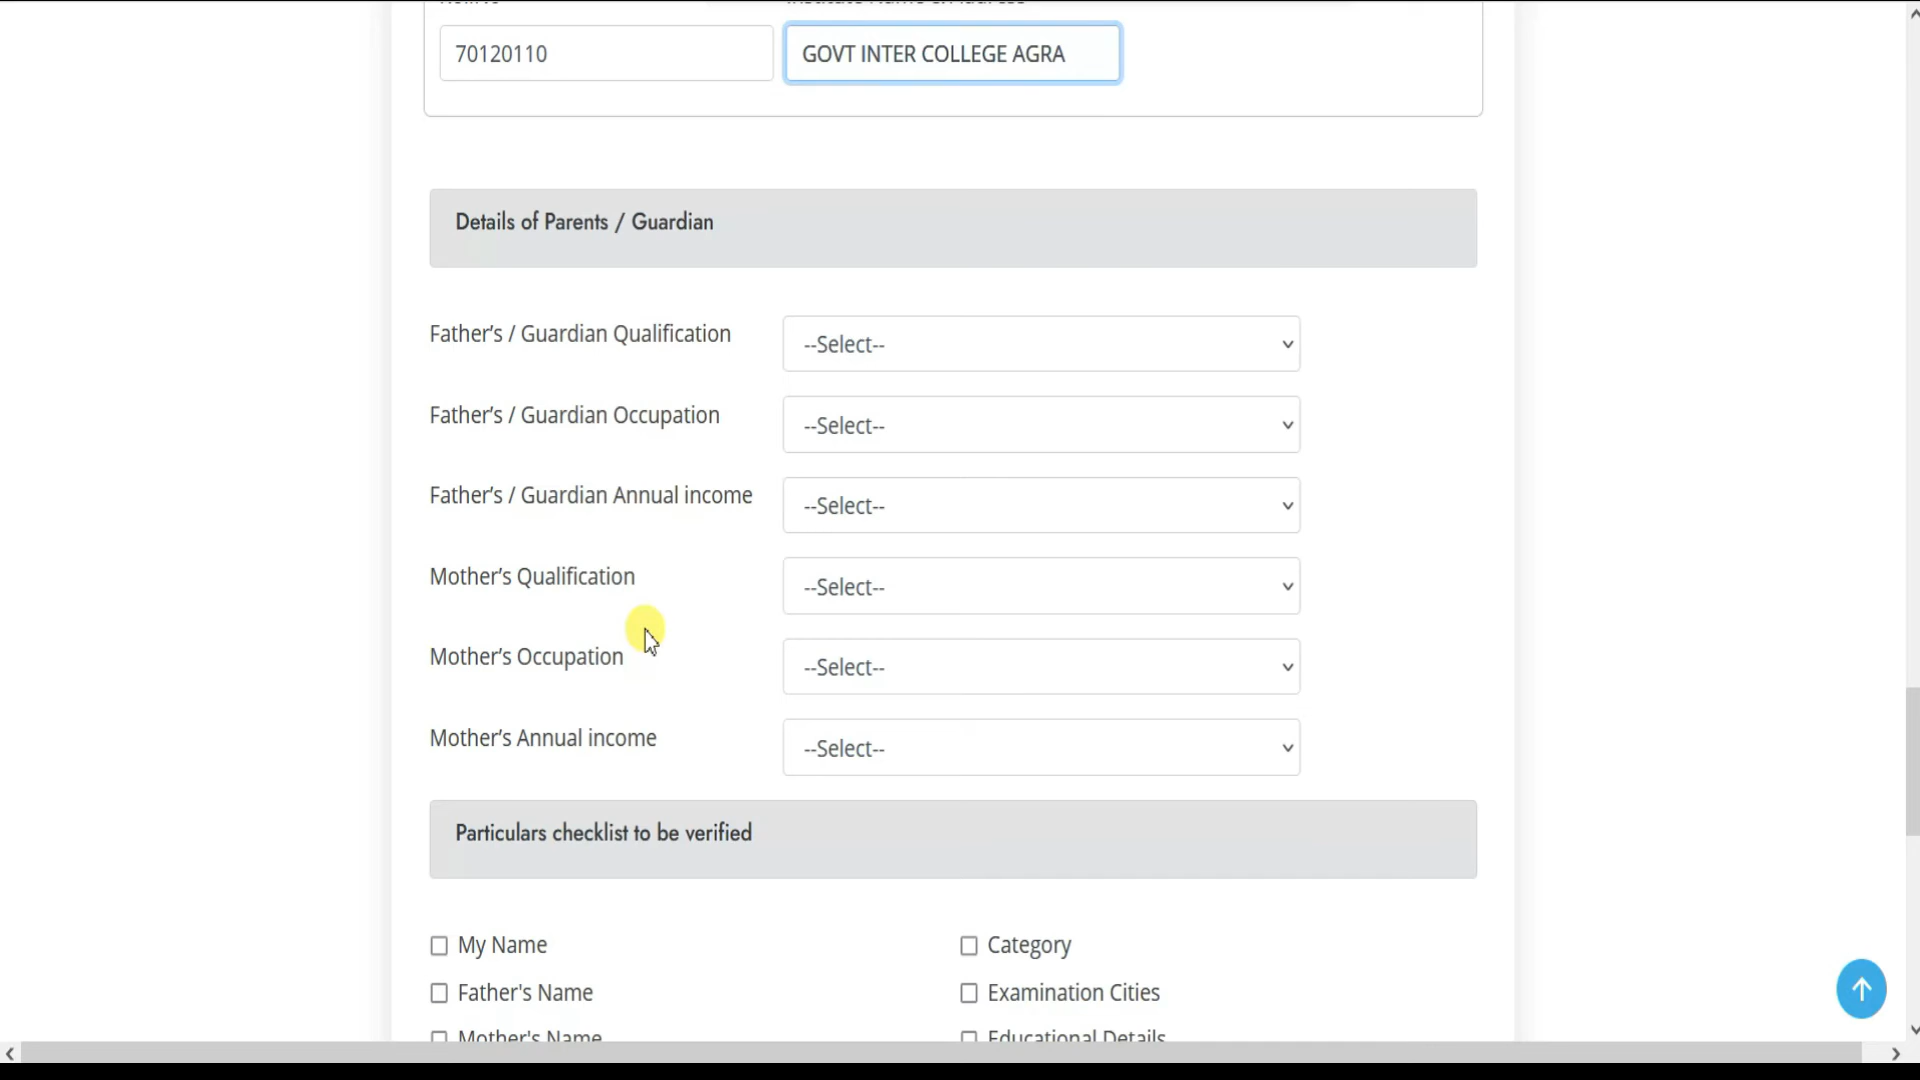 70120110 GOVT INTER COLLEGE AGRA
Details of Parents / Guardian
Father's / Guardian Qualification --Select--
Father's / Guardian Occupation --Select--
Father's / Guardian Annual income --Select--
Mother's Qualification --Select--
Mother's Occupation --Select--
Mother's Annual income --Select--
Particulars checklist to be verified
My Name Category
Father's Name Examination Cities
Mother's Name Educational Details